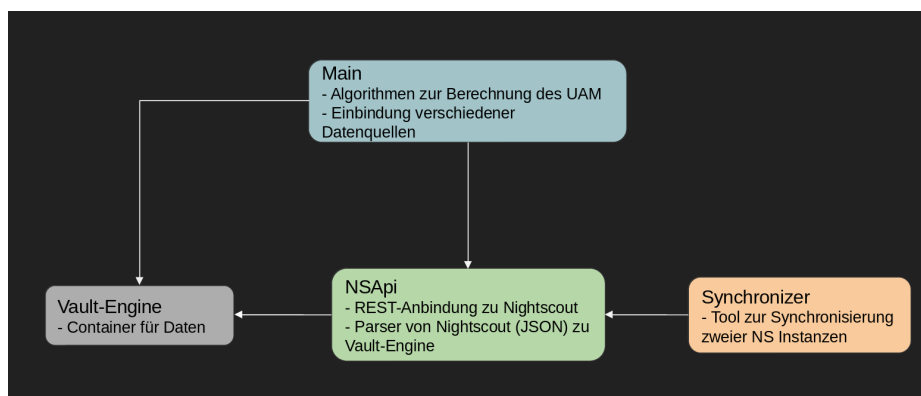 Main
- Algorithmen zur Berechnung des UAM
- Einbindung verschiedener
Datenquellen
Vault-Engine
- Container für Daten
NSApi
- REST-Anbindung zu Nightscout
- Parser von Nightscout (JSON) zu
Vault-Engine
Synchronizer
- Tool zur Synchronisierung
zweier NS Instanzen